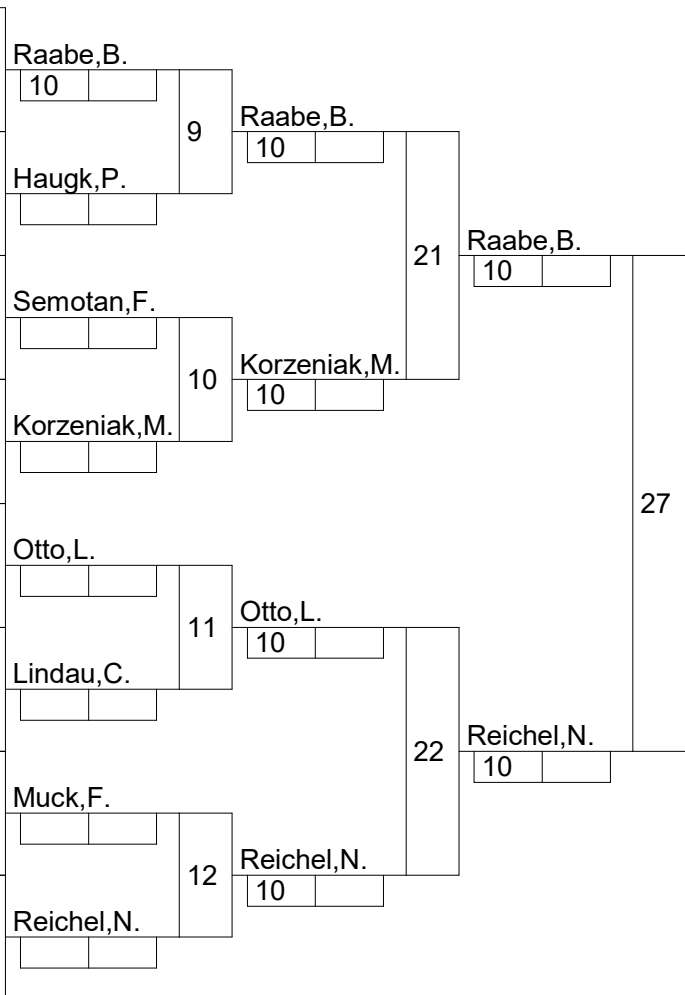 Raabe,B.
10
9
Raabe,B.
10
Haugk,P.
21
Raabe,B.
10
Semotan,F.
10
Korzeniak,M.
10
Korzeniak,M.
27
Otto,L.
11
Otto,L.
10
Lindau,C.
22
Reichel,N.
10
Muck,F.
12
Reichel,N.
10
Reichel,N.